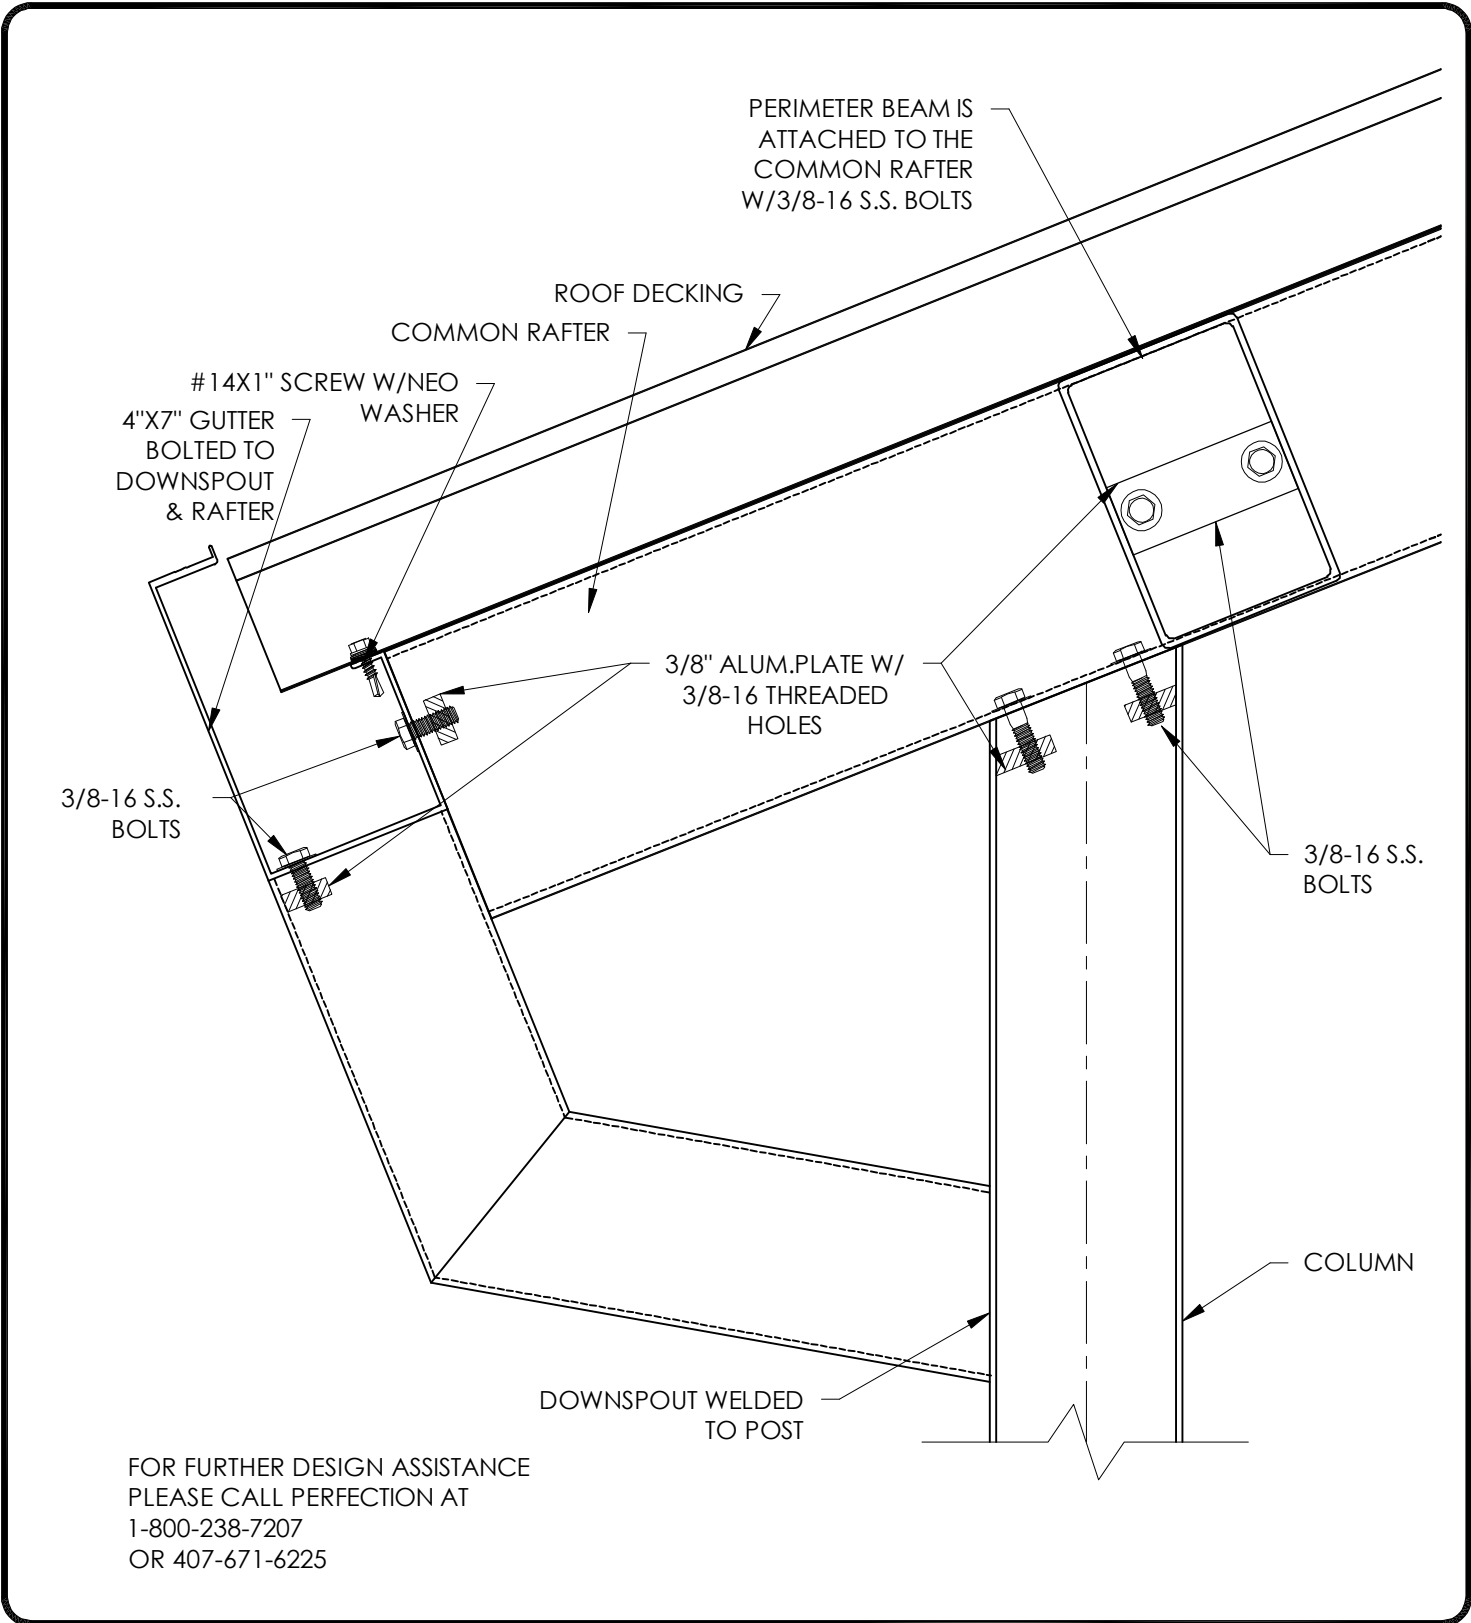 PERIMETER BEAM IS
ATTACHED TO THE
COMMON RAFTER
W/3/8-16 S.S. BOLTS
ROOF DECKING
COMMON RAFTER
#14X1" SCREW W/NEO
WASHER
4"X7" GUTTER
BOLTED TO
DOWNSPOUT
& RAFTER
3/8" ALUM.PLATE W/
3/8-16 THREADED
HOLES
3/8-16 S.S.
BOLTS
3/8-16 S.S.
BOLTS
COLUMN
DOWNSPOUT WELDED
TO POST
FOR FURTHER DESIGN ASSISTANCE
PLEASE CALL PERFECTION AT
1-800-238-7207
OR 407-671-6225